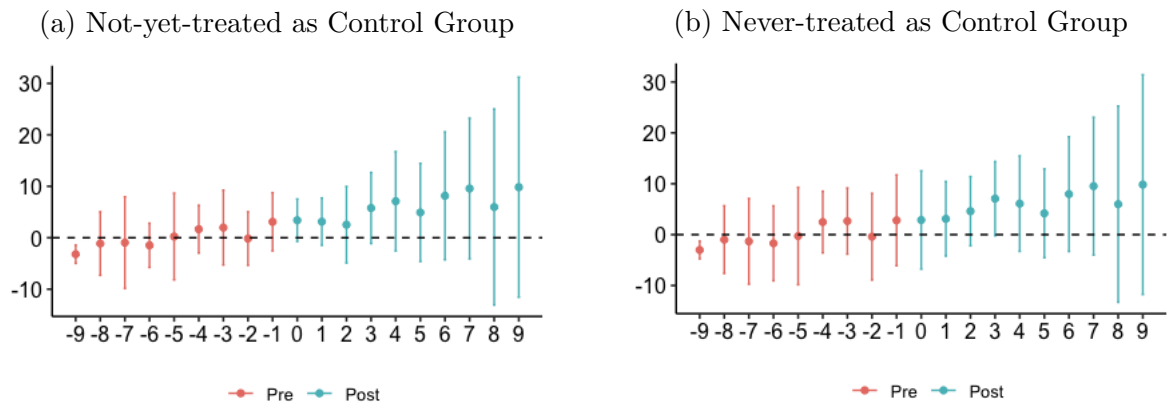 (a) Not-yet-treated as Control Group
30
20
10
0
-10
-9 -8 -7 -6 -5 -4 -3 -2 -1 0 1 2 3 4 5 6 7 8 9
Pre Post
(b) Never-treated as Control Group
30
20
10
0
-10
-9 -8 -7 -6 -5 -4 -3 -2 -1 0 1 2 3 4 5 6 7 8 9
Pre Post